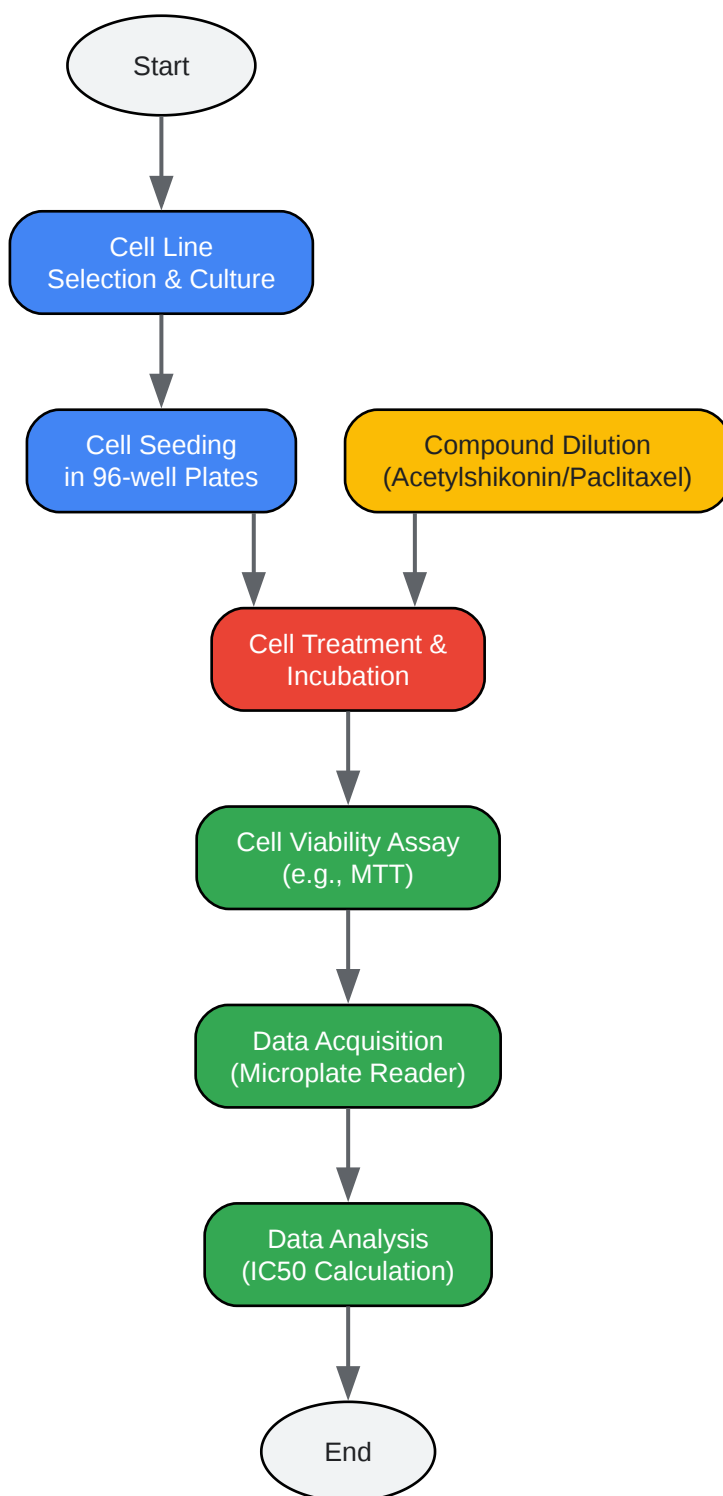 Start
Cell Line
Selection & Culture
Cell Seeding
in 96-well Plates
Compound Dilution
(Acetylshikonin/Paclitaxel)
Cell Treatment &
Incubation
Cell Viability Assay
(e.g., MTT)
Data Acquisition
(Microplate Reader)
Data Analysis
(IC50 Calculation)
End